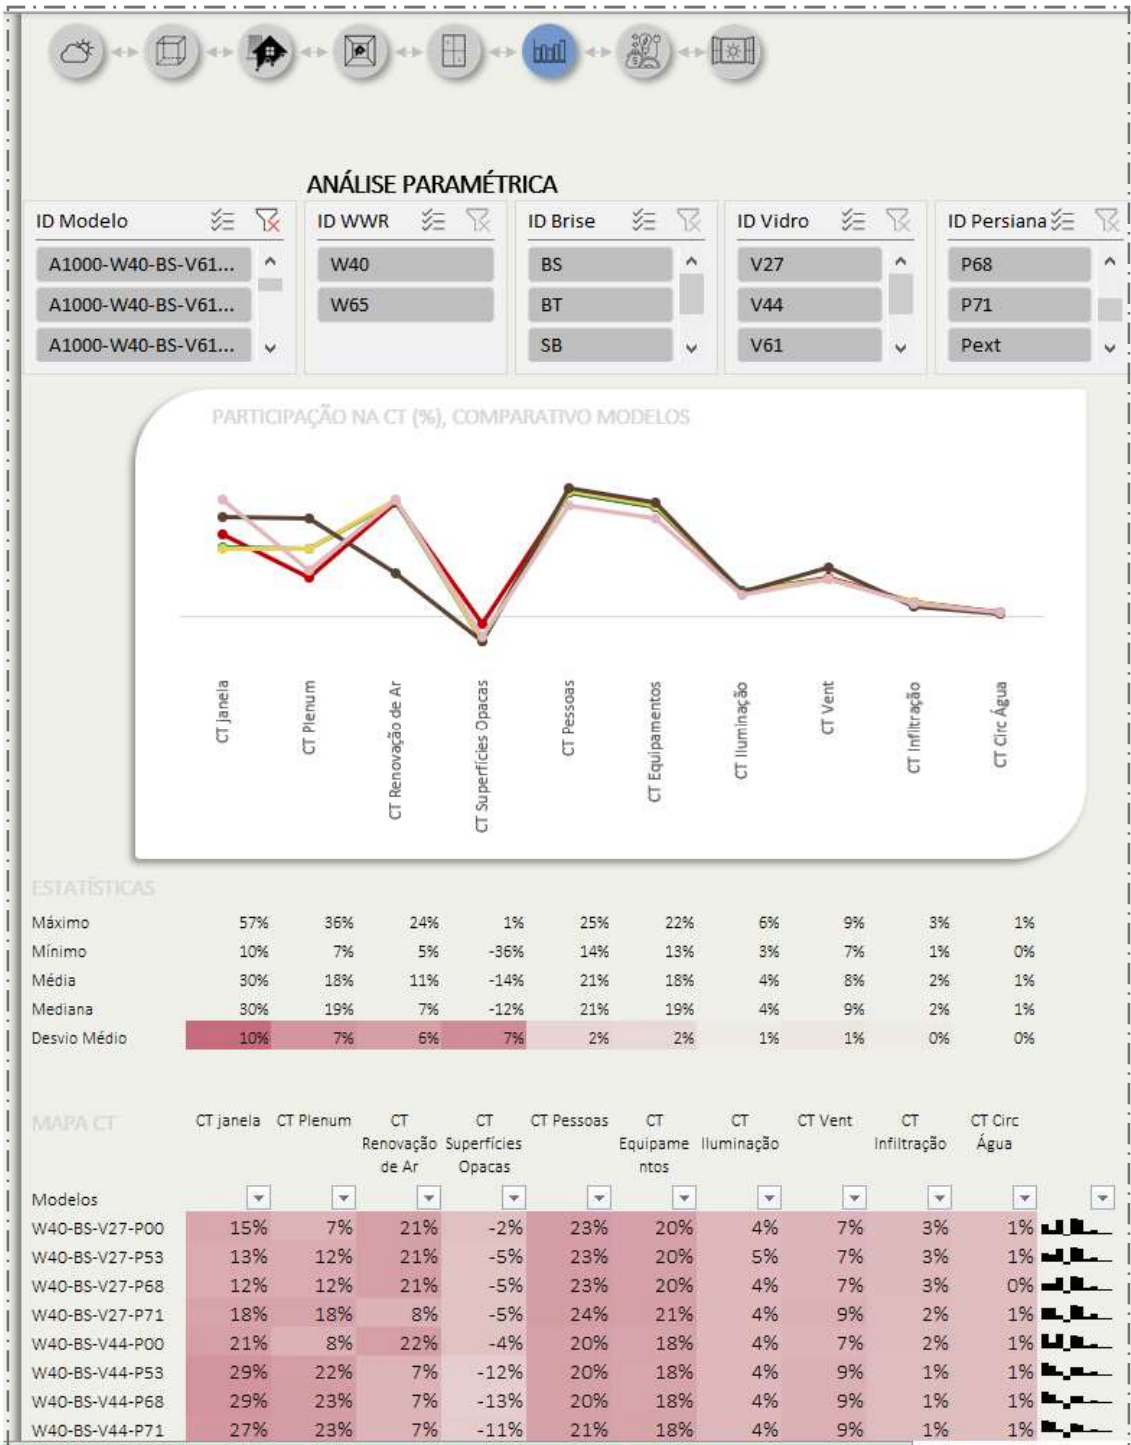 ANÁLISE PARAMÉTRICA
ID Modelo ID WWR ID Brise ID Vidro ID Persiana
A1000-W40-BS-V61... W40 BS V27 P68
A1000-W40-BS-V61... W65 BT V44 P71
A1000-W40-BS-V61... SB V61 Pext
PARTICIPAÇÃO NA CT (%), COMPARATIVO MODELOS
CT janela
CT Plenum
CT Renovação de Ar
CT Superfícies Opacas
CT Pessoas
CT Equipamentos
CT Iluminação
CT Vent
CT Infiltração
CT Circ Água
ESTATÍSTICAS
Máximo 57% 36% 24% 1% 25% 22% 6% 9% 3% 1%
Mínimo 10% 7% 5% -36% 14% 13% 3% 7% 1% 0%
Média 30% 18% 11% -14% 21% 18% 4% 8% 2% 1%
Mediana 30% 19% 7% -12% 21% 19% 4% 9% 2% 1%
Desvio Médio 10% 7% 6% 7% 2% 2% 1% 1% 0% 0%
MAPA CT CT janela CT Plenum CT CT CT Pessoas CT CT CT Vent CT CT Circ
Renovação Superfícies Equipame Iluminação Infiltração Água
de Ar Opacas ntos
Modelos
W40-BS-V27-P00 15% 7% 21% -2% 23% 20% 4% 7% 3% 1%
W40-BS-V27-P53 13% 12% 21% -5% 23% 20% 5% 7% 3% 1%
W40-BS-V27-P68 12% 12% 21% -5% 23% 20% 4% 7% 3% 0%
W40-BS-V27-P71 18% 18% 8% -5% 24% 21% 4% 9% 2% 1%
W40-BS-V44-P00 21% 8% 22% -4% 20% 18% 4% 7% 2% 1%
W40-BS-V44-P53 29% 22% 7% -12% 20% 18% 4% 9% 1% 1%
W40-BS-V44-P68 29% 23% 7% -13% 20% 18% 4% 9% 1% 1%
W40-BS-V44-P71 27% 23% 7% -11% 21% 18% 4% 9% 1% 1%